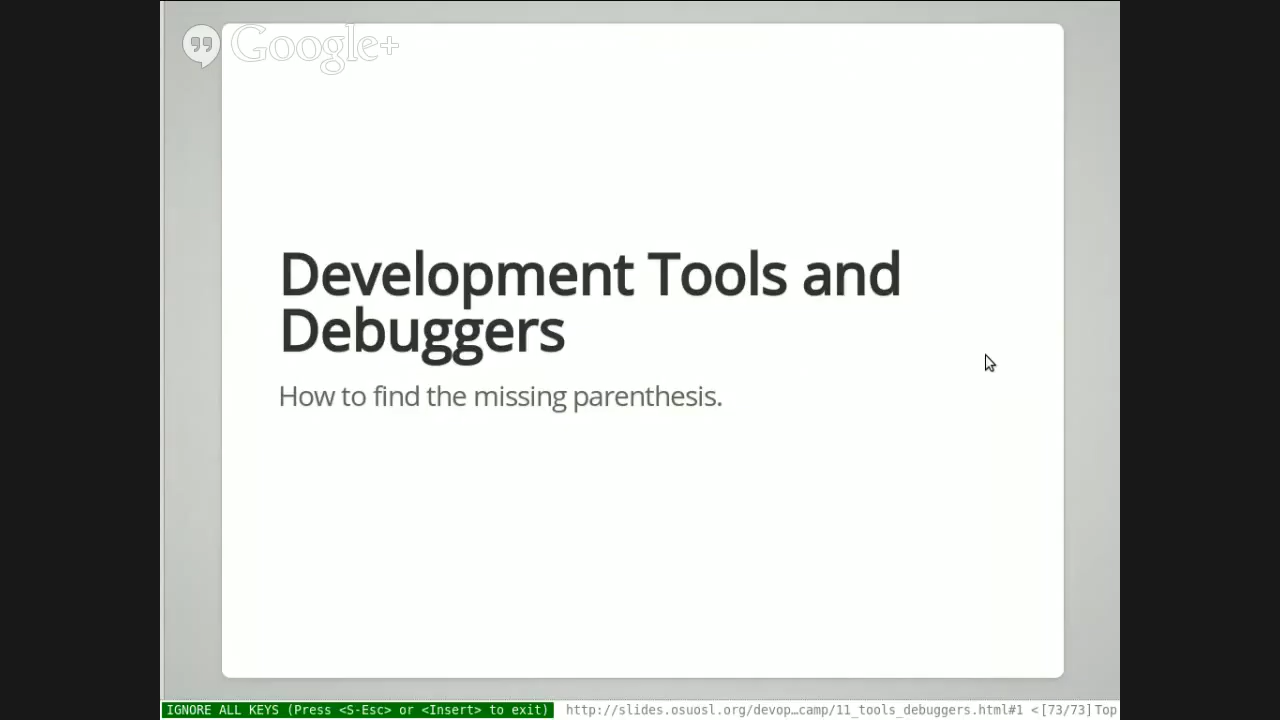 Google+
Development Tools and
Debuggers
How to find the missing parenthesis.
IGNORE ALL KEYS (Press <S-Esc> or <Insert> to exit) http://slides.osuosl.org/devop…camp/11_tools_debuggers.html#1 <[73/73]Top